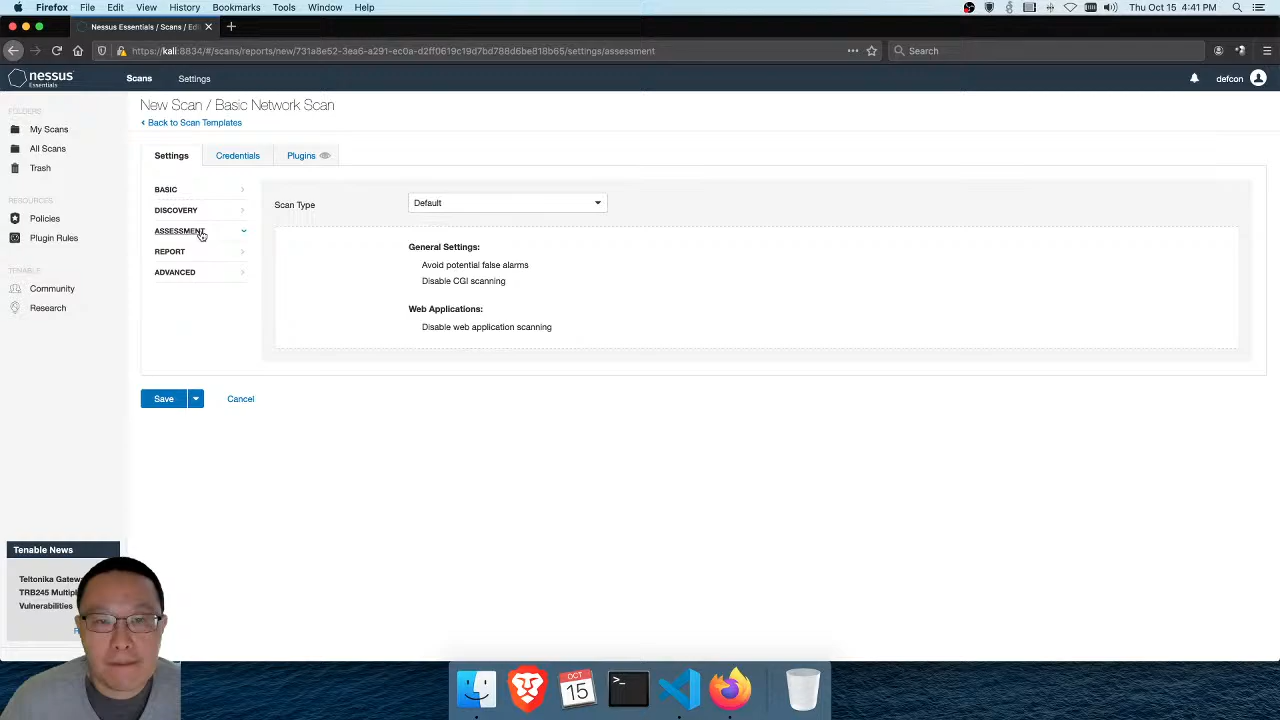 Firefox File Edit View History Bookmarks Tools Window Help Thu Oct 15 4:41 PM
Nessus Essentials / Scans / Edi
https://kali:8834/#/scans/reports/new/731a8e52-3ea6-a291-ec0a-d2ff0619c19d7bd788d6be818b65/settings/assessment
Search
nessus
Essentials
Scans
Settings
defcon
FOLDERS
My Scans
All Scans
Trash
RESOURCES
Policies
Plugin Rules
TENABLE
Community
Research
New Scan / Basic Network Scan
Back to Scan Templates
Settings
Credentials
Plugins
BASIC
DISCOVERY
ASSESSMENT
REPORT
ADVANCED
Scan Type
Default
General Settings:
Avoid potential false alarms
Disable CGI scanning
Web Applications:
Disable web application scanning
Save
Cancel
Tenable News
Teltonika Gatew
TRB245 Multipl
Vulnerabilities
OCT
15